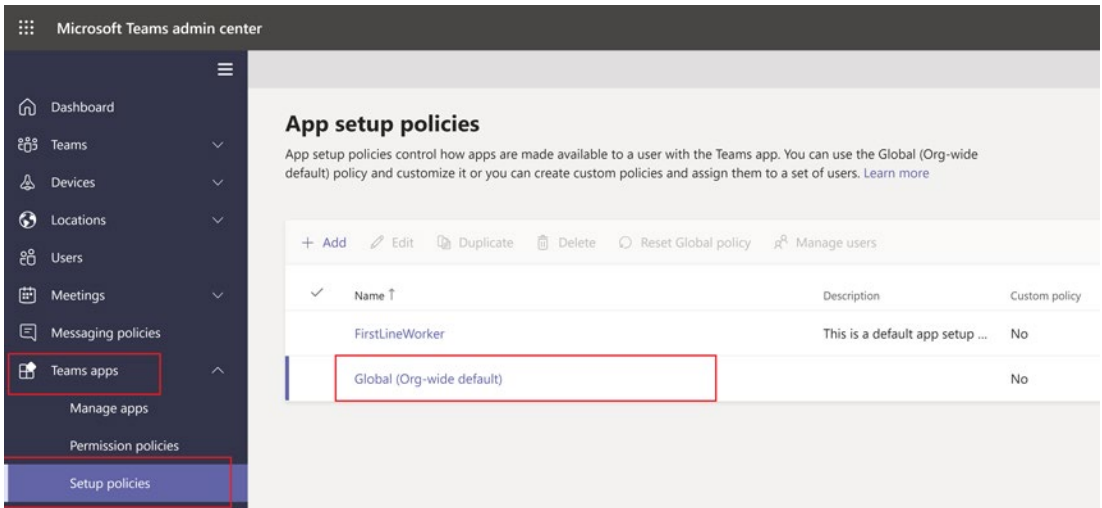 Microsoft Teams admin center
Dashboard
Teams
Devices
Locations
Users
Meetings
Messaging policies
Teams apps
Manage apps
Permission policies
Setup policies
App setup policies
App setup policies control how apps are made available to a user with the Teams app. You can use the Global (Org-wide
default) policy and customize it or you can create custom policies and assign them to a set of users. Learn more
+ Add Edit Duplicate Delete Reset Global policy Manage users
Name ↑ Description Custom policy
FirstLineWorker This is a default app setup ... No
Global (Org-wide default) No